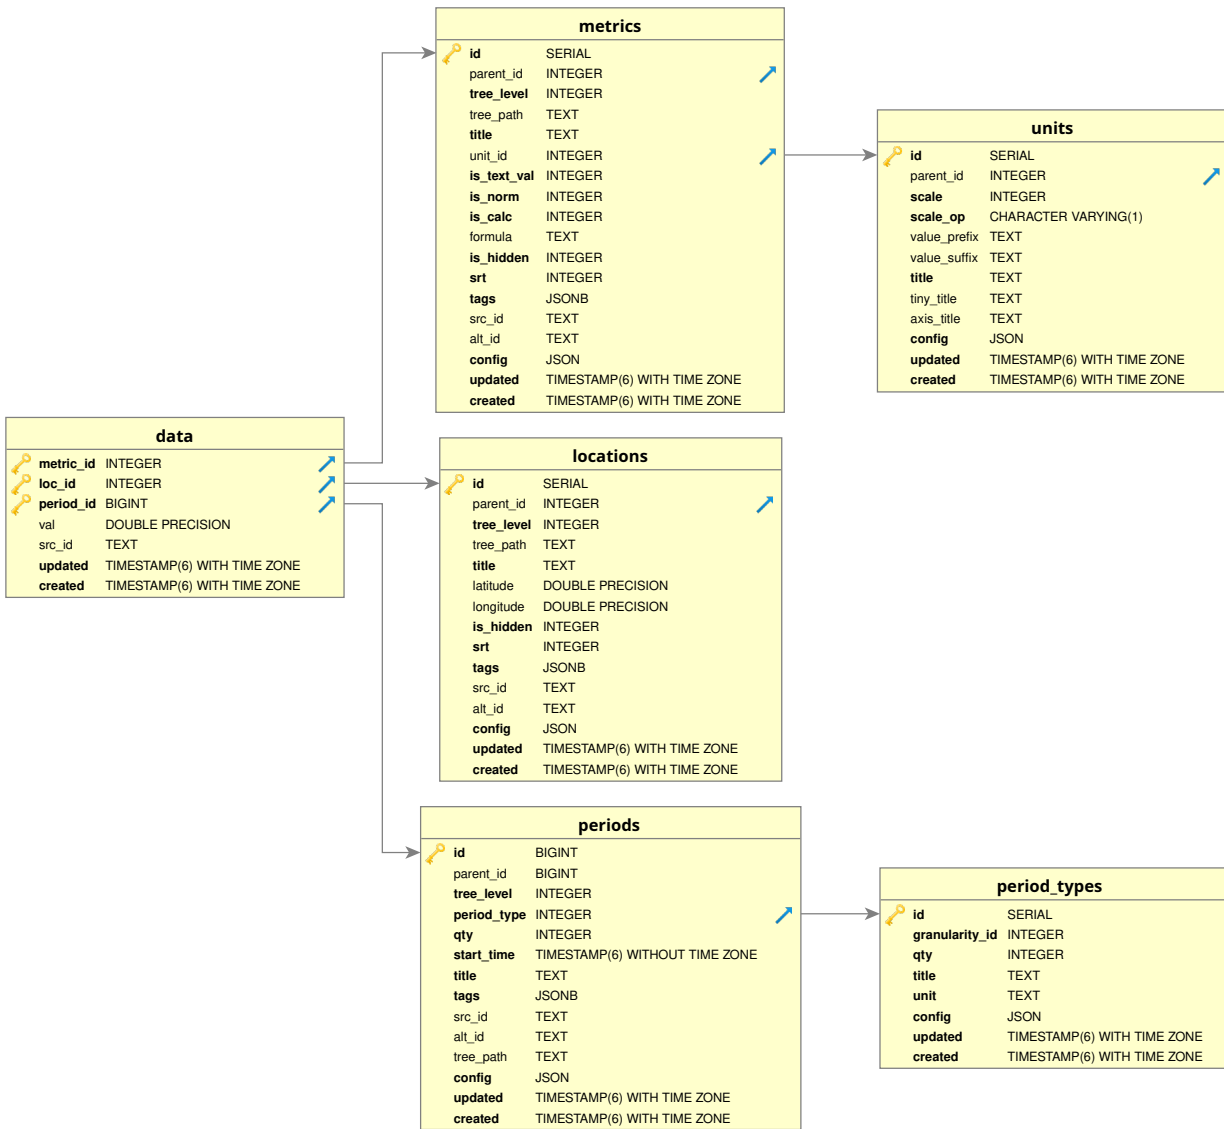 metrics
id SERIAL
parent_id INTEGER
tree_level INTEGER
tree_path TEXT
title TEXT
unit_id INTEGER
is_text_val INTEGER
is_norm INTEGER
is_calc INTEGER
formula TEXT
is_hidden INTEGER
srt INTEGER
tags JSONB
src_id TEXT
alt_id TEXT
config JSON
updated TIMESTAMP(6) WITH TIME ZONE
created TIMESTAMP(6) WITH TIME ZONE
units
id SERIAL
parent_id INTEGER
scale INTEGER
scale_op CHARACTER VARYING(1)
value_prefix TEXT
value_suffix TEXT
title TEXT
tiny_title TEXT
axis_title TEXT
config JSON
updated TIMESTAMP(6) WITH TIME ZONE
created TIMESTAMP(6) WITH TIME ZONE
data
metric_id INTEGER
loc_id INTEGER
period_id BIGINT
val DOUBLE PRECISION
src_id TEXT
updated TIMESTAMP(6) WITH TIME ZONE
created TIMESTAMP(6) WITH TIME ZONE
locations
id SERIAL
parent_id INTEGER
tree_level INTEGER
tree_path TEXT
title TEXT
latitude DOUBLE PRECISION
longitude DOUBLE PRECISION
is_hidden INTEGER
srt INTEGER
tags JSONB
src_id TEXT
alt_id TEXT
config JSON
updated TIMESTAMP(6) WITH TIME ZONE
created TIMESTAMP(6) WITH TIME ZONE
periods
id BIGINT
parent_id BIGINT
tree_level INTEGER
period_type INTEGER
qty INTEGER
start_time TIMESTAMP(6) WITHOUT TIME ZONE
title TEXT
tags JSONB
src_id TEXT
alt_id TEXT
tree_path TEXT
config JSON
updated TIMESTAMP(6) WITH TIME ZONE
created TIMESTAMP(6) WITH TIME ZONE
period_types
id SERIAL
granularity_id INTEGER
qty INTEGER
title TEXT
unit TEXT
config JSON
updated TIMESTAMP(6) WITH TIME ZONE
created TIMESTAMP(6) WITH TIME ZONE